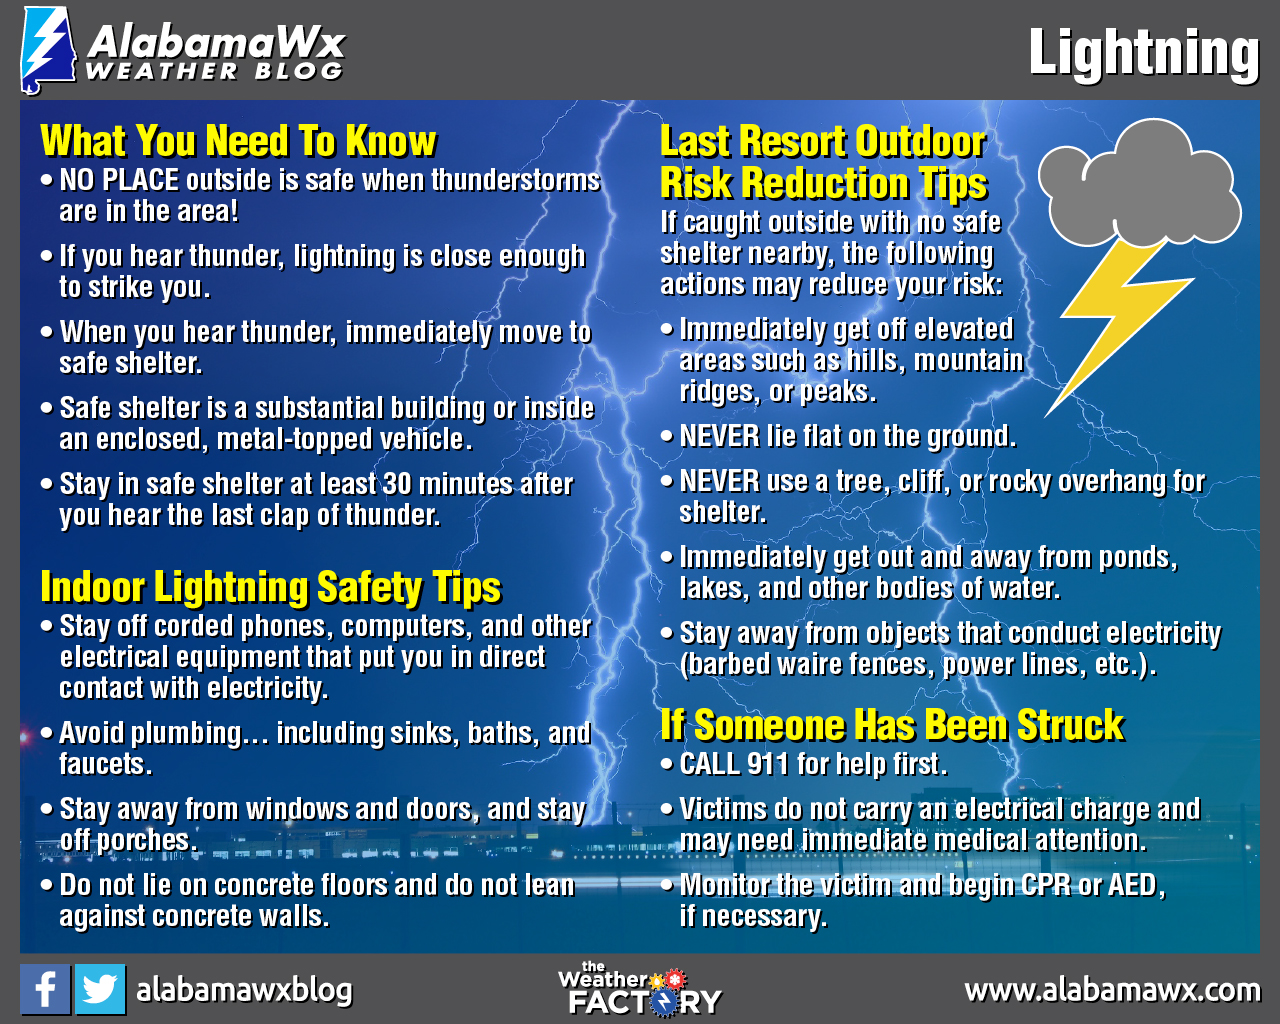 AlabamaWx
WEATHER BLOG
Lightning
What You Need To Know
• NO PLACE outside is safe when thunderstorms
are in the area!
• If you hear thunder, lightning is close enough
to strike you.
• When you hear thunder, immediately move to
safe shelter.
• Safe shelter is a substantial building or inside
an enclosed, metal-topped vehicle.
• Stay in safe shelter at least 30 minutes after
you hear the last clap of thunder.
Indoor Lightning Safety Tips
• Stay off corded phones, computers, and other
electrical equipment that put you in direct
contact with electricity.
• Avoid plumbing... including sinks, baths, and
faucets.
• Stay away from windows and doors, and stay
off porches.
• Do not lie on concrete floors and do not lean
against concrete walls.
Last Resort Outdoor
Risk Reduction Tips
If caught outside with no safe
shelter nearby, the following
actions may reduce your risk:
• Immediately get off elevated
areas such as hills, mountain
ridges, or peaks.
• NEVER lie flat on the ground.
• NEVER use a tree, cliff, or rocky overhang for
shelter.
• Immediately get out and away from ponds,
lakes, and other bodies of water.
• Stay away from objects that conduct electricity
(barbed waire fences, power lines, etc.).
If Someone Has Been Struck
• CALL 911 for help first.
• Victims do not carry an electrical charge and
may need immediate medical attention.
• Monitor the victim and begin CPR or AED,
if necessary.
alabamawxblog
the
Weather
FACTORY
www.alabamawx.com